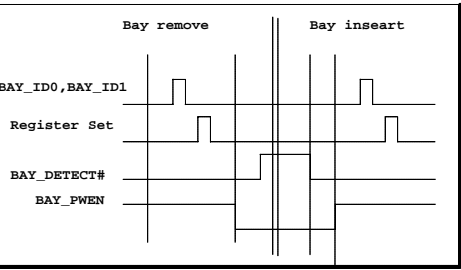 Bay remove
Bay inseart
BAY_ID0,BAY_ID1
Register Set
BAY_DETECT#
BAY_PWEN